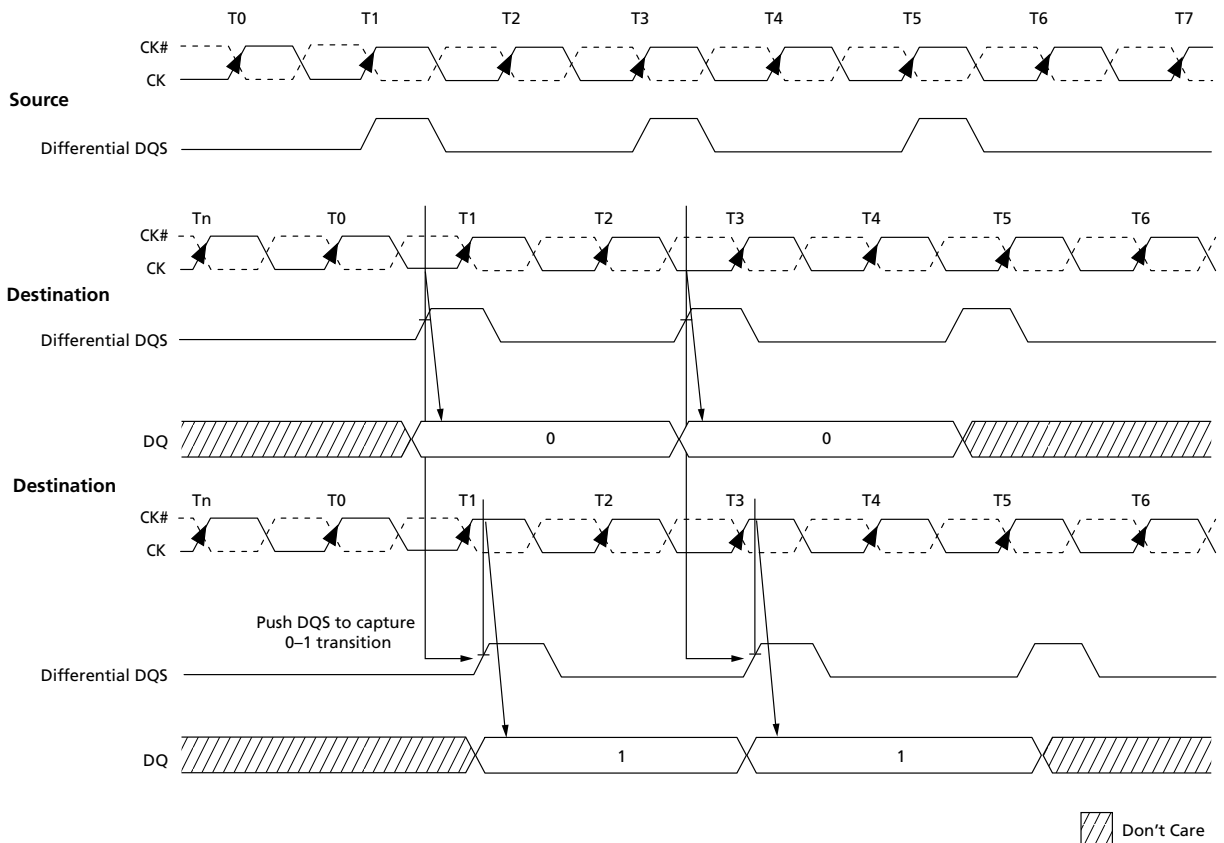 T0 T1 T2 T3 T4 T5 T6 T7
CK#
CK
Source
Differential DQS
Tn T0 T1 T2 T3 T4 T5 T6
CK#
CK
Destination
Differential DQS
DQ 0 0
Destination
Tn T0 T1 T2 T3 T4 T5 T6
CK#
CK
Push DQS to capture
0–1 transition
Differential DQS
DQ 1 1
Don't Care